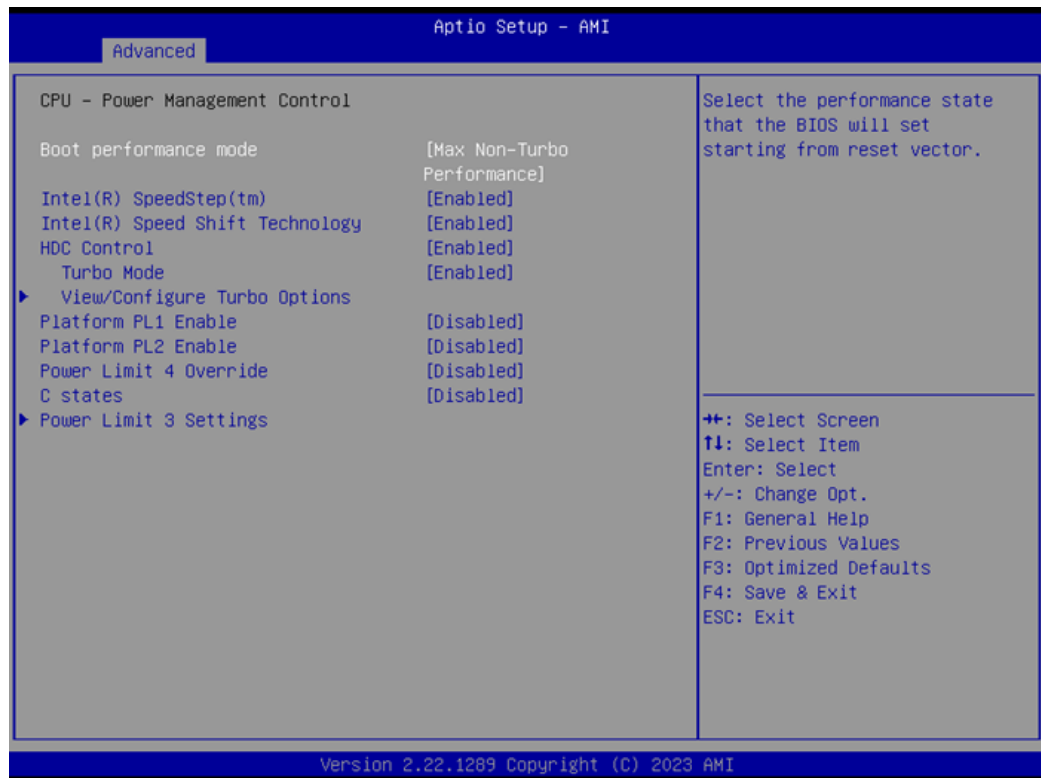 Aptio Setup – AMI
Advanced
CPU – Power Management Control
Boot performance mode [Max Non-Turbo
Performance]
Intel(R) SpeedStep(tm) [Enabled]
Intel(R) Speed Shift Technology [Enabled]
HDC Control [Enabled]
Turbo Mode [Enabled]
View/Configure Turbo Options
Platform PL1 Enable [Disabled]
Platform PL2 Enable [Disabled]
Power Limit 4 Override [Disabled]
C states [Disabled]
Power Limit 3 Settings
Select the performance state
that the BIOS will set
starting from reset vector.
→←: Select Screen
↑↓: Select Item
Enter: Select
+/-: Change Opt.
F1: General Help
F2: Previous Values
F3: Optimized Defaults
F4: Save & Exit
ESC: Exit
Version 2.22.1289 Copyright (C) 2023 AMI